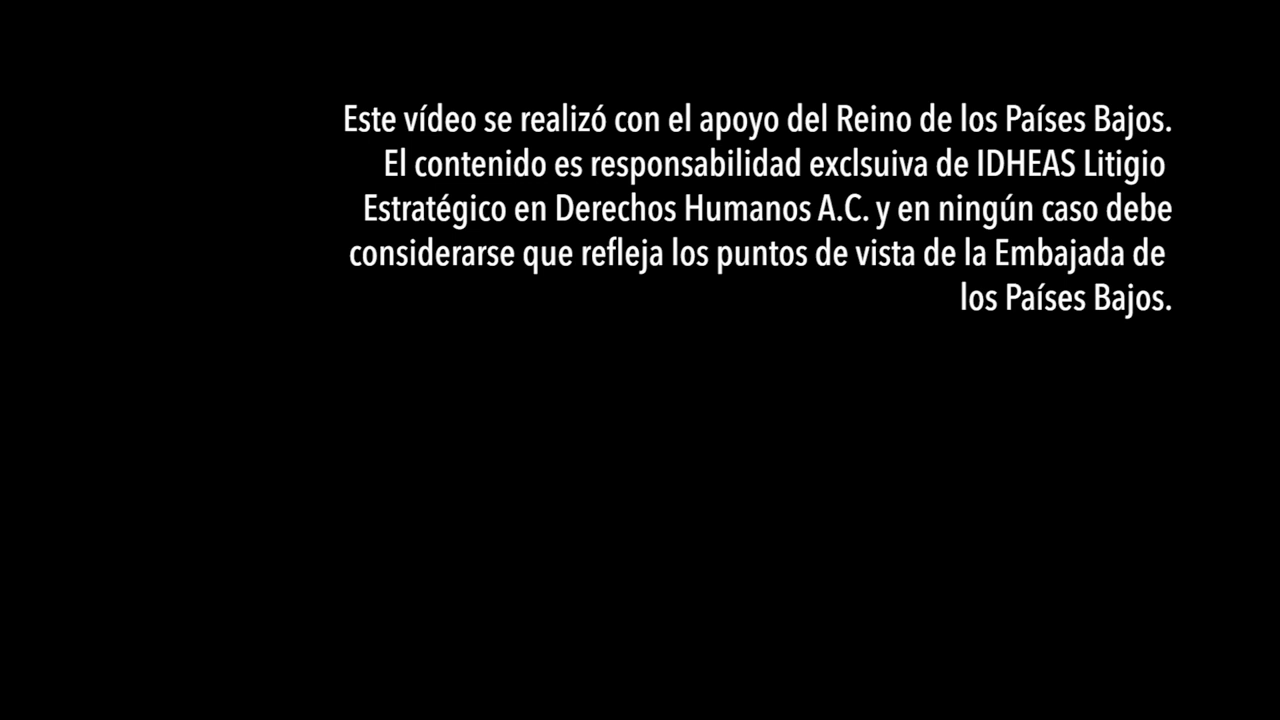 Este vídeo se realizó con el apoyo del Reino de los Países Bajos.
El contenido es responsabilidad exclsuiva de IDHEAS Litigio
Estratégico en Derechos Humanos A.C. y en ningún caso debe
considerarse que refleja los puntos de vista de la Embajada de
los Países Bajos.